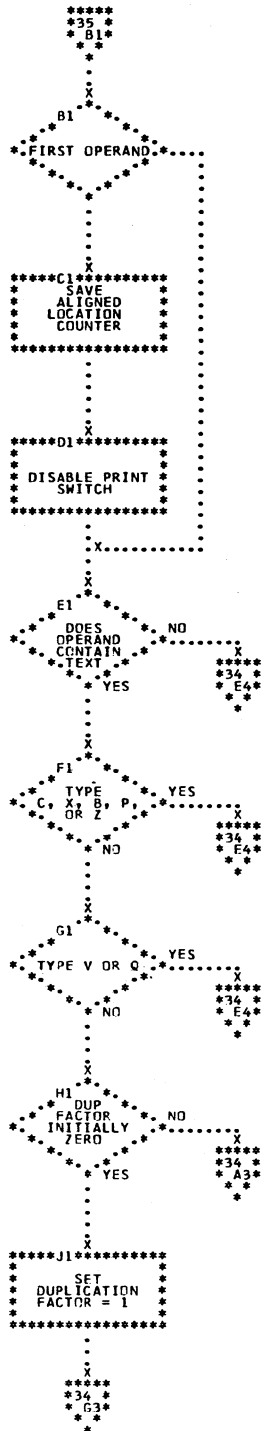 35
B1
B1
FIRST OPERAND
C1
SAVE
ALIGNED
LOCATION
COUNTER
D1
DISABLE PRINT
SWITCH
E1
DOES
OPERAND
CONTAIN
TEXT
NO
34
E4
YES
F1
TYPE
C, X, B, P,
OR Z
YES
34
E4
NO
G1
TYPE V OR Q
YES
34
E4
NO
H1
DUP
FACTOR
INITIALLY
ZERO
NO
34
A3
YES
J1
SET
DUPLICATION
FACTOR = 1
34
G3